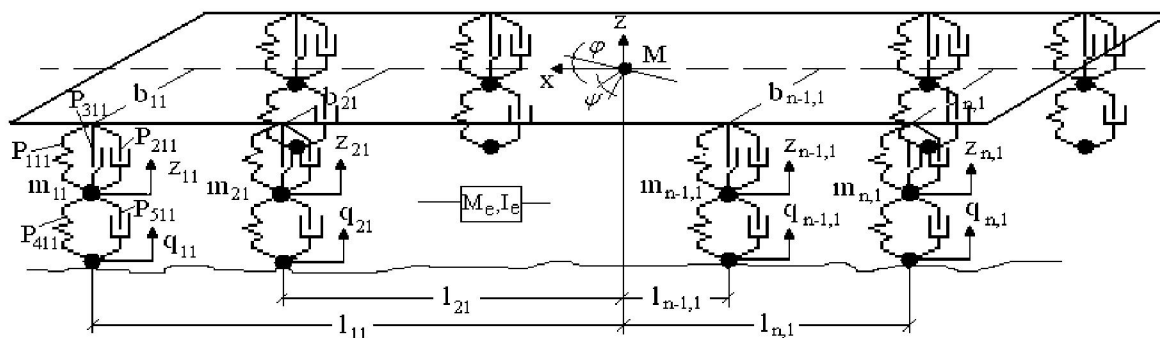 z
φ
M
x
ψ
b₁₁
b₂₁
bₙ₋₁,₁
n,1
P₃₁₁
P₁₁₁
P₂₁₁
z₁₁
z₂₁
zₙ₋₁,₁
zₙ,₁
m₁₁
m₂₁
mₙ₋₁,₁
mₙ,₁
Mₑ,Iₑ
P₄₁₁
P₅₁₁
q₁₁
q₂₁
qₙ₋₁,₁
qₙ,₁
l₂₁
lₙ₋₁,₁
l₁₁
lₙ,₁